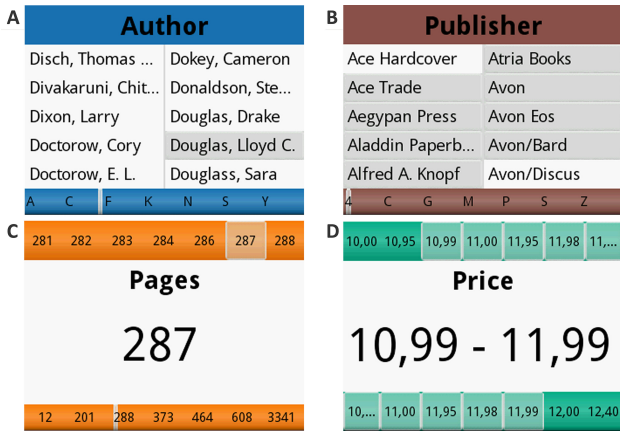 A
Author
Disch, Thomas ...
Dokey, Cameron
Divakaruni, Chit...
Donaldson, Ste...
Dixon, Larry
Douglas, Drake
Doctorow, Cory
Douglas, Lloyd C.
Doctorow, E. L.
Douglass, Sara
A C F K N S Y
B
Publisher
Ace Hardcover
Atria Books
Ace Trade
Avon
Aegypan Press
Avon Eos
Aladdin Paperb...
Avon/Bard
Alfred A. Knopf
Avon/Discus
4 C G M P S Z
C
281 282 283 284 286 287 288
Pages
287
12 201 288 373 464 608 3341
D
10,00 10,95 10,99 11,00 11,95 11,98 11,...
Price
10,99 - 11,99
10,... 11,00 11,95 11,98 11,99 12,00 12,40